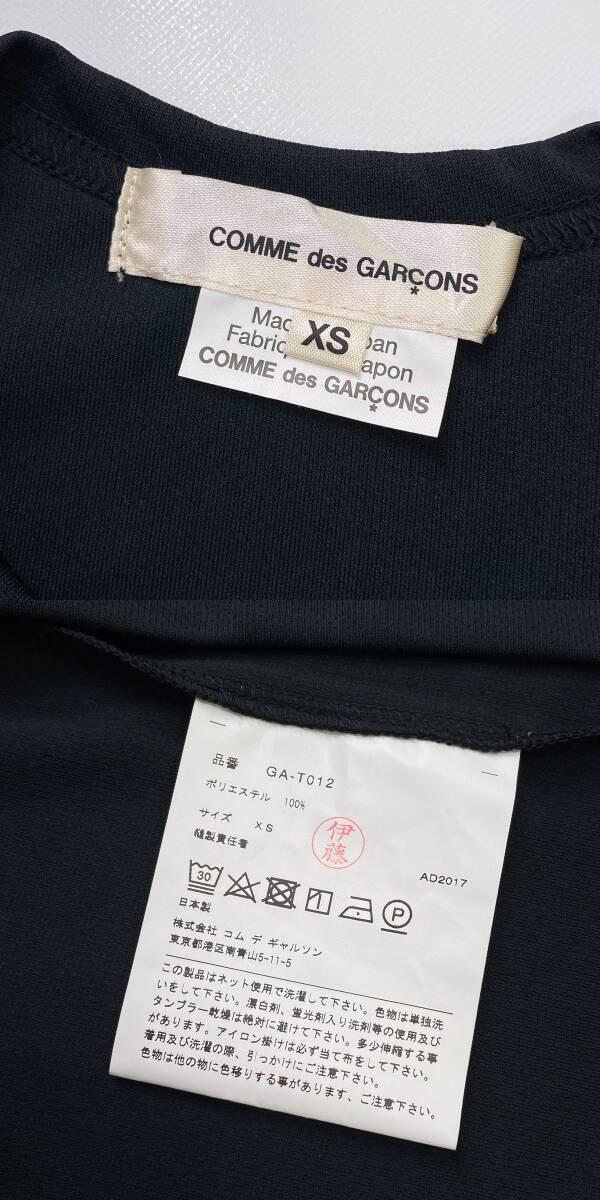 COMME des GARÇONS
*
XS
COMME des GARÇONS
*
品番 GA-T012
ポリエステル 100%
サイズ XS
縫製責任者
伊藤
AD2017
30
P
日本製
株式会社 コム デ ギャルソン
東京都港区南青山5-11-5
この製品はネット使用で洗濯して下さい。色物は単独洗
いをして下さい。漂白剤、蛍光剤入り洗剤等の使用及び
タンブラー乾燥は絶対に避けて下さい。多少伸縮する事
があります。アイロン掛けは必ず当て布をして下さい。
着用及び洗濯の際、引っかけにご注意下さい。
色物は他の物に色移りする事があります、ご注意下さい。